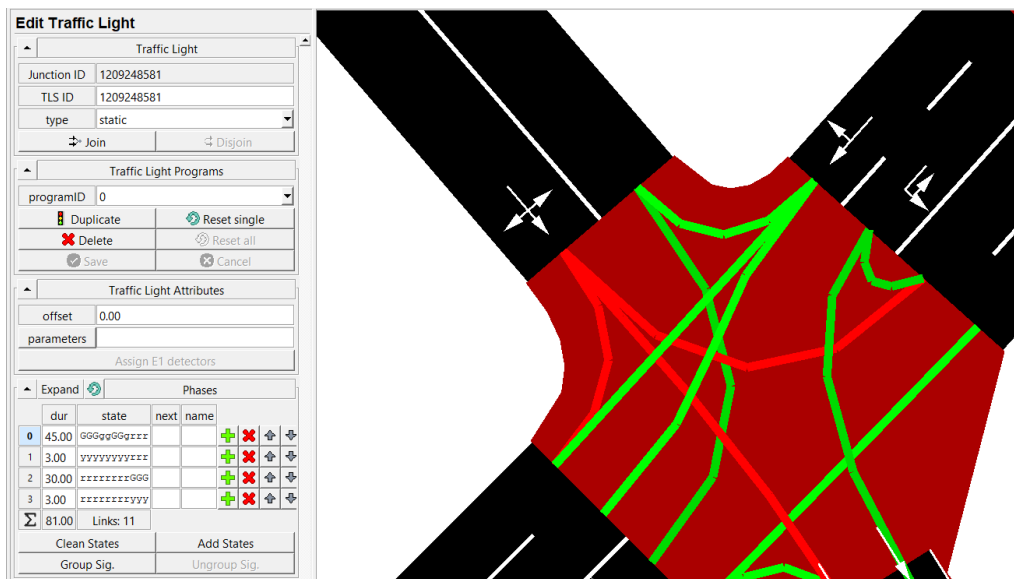 Edit Traffic Light
Traffic Light
Junction ID 1209248581
TLS ID 1209248581
type static
Join Disjoin
Traffic Light Programs
programID 0
Duplicate Reset single
Delete Reset all
Save Cancel
Traffic Light Attributes
offset 0.00
parameters
Assign E1 detectors
Expand Phases
dur state next name
0 45.00 GGGggGGgrrr
1 3.00 yyyyyyyyrrr
2 30.00 rrrrrrrrGGG
3 3.00 rrrrrrrryyy
Σ 81.00 Links: 11
Clean States Add States
Group Sig. Ungroup Sig.